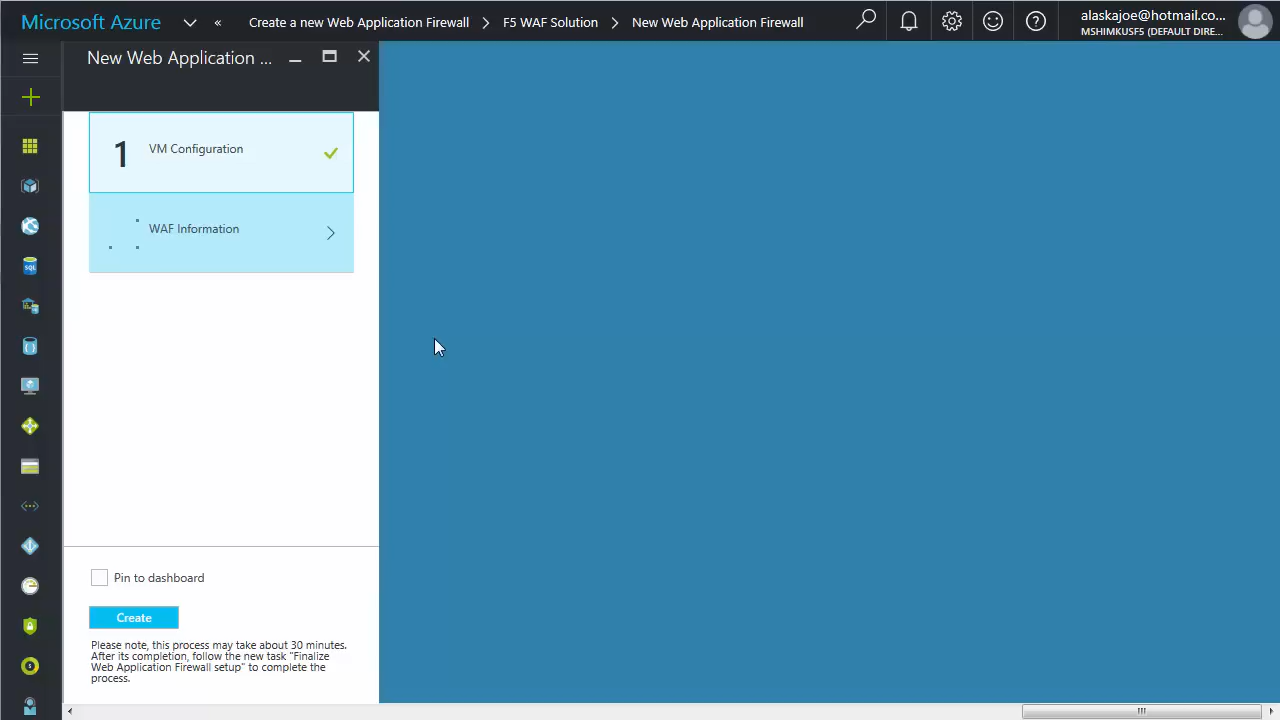 Microsoft Azure
«
Create a new Web Application Firewall
F5 WAF Solution
New Web Application Firewall
alaskajoe@hotmail.co...
MSHIMKUSF5 (DEFAULT DIRE...
New Web Application ...
1
VM Configuration
WAF Information
SQL
Pin to dashboard
Create
Please note, this process may take about 30 minutes.
After its completion, follow the new task "Finalize
Web Application Firewall setup" to complete the
process.